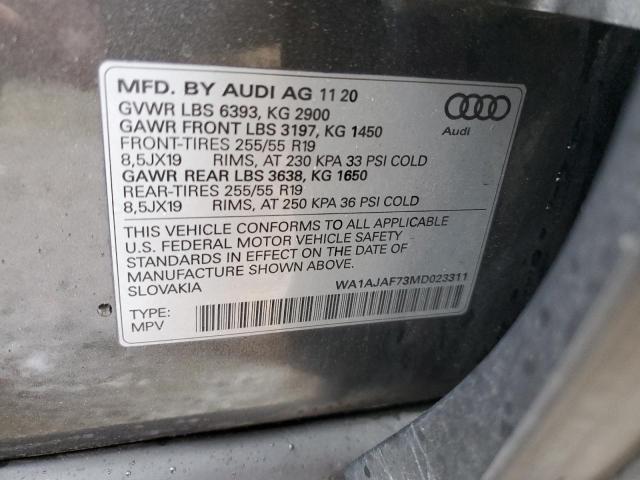 MFD. BY AUDI AG 11 20
GVWR LBS 6393, KG 2900
GAWR FRONT LBS 3197, KG 1450
FRONT-TIRES 255/55 R19
8,5JX19 RIMS, AT 230 KPA 33 PSI COLD
GAWR REAR LBS 3638, KG 1650
REAR-TIRES 255/55 R19
8,5JX19 RIMS, AT 250 KPA 36 PSI COLD
Audi
THIS VEHICLE CONFORMS TO ALL APPLICABLE
U.S. FEDERAL MOTOR VEHICLE SAFETY
STANDARDS IN EFFECT ON THE DATE OF
MANUFACTURE SHOWN ABOVE.
SLOVAKIA
WA1AJAF73MD023311
TYPE:
MPV